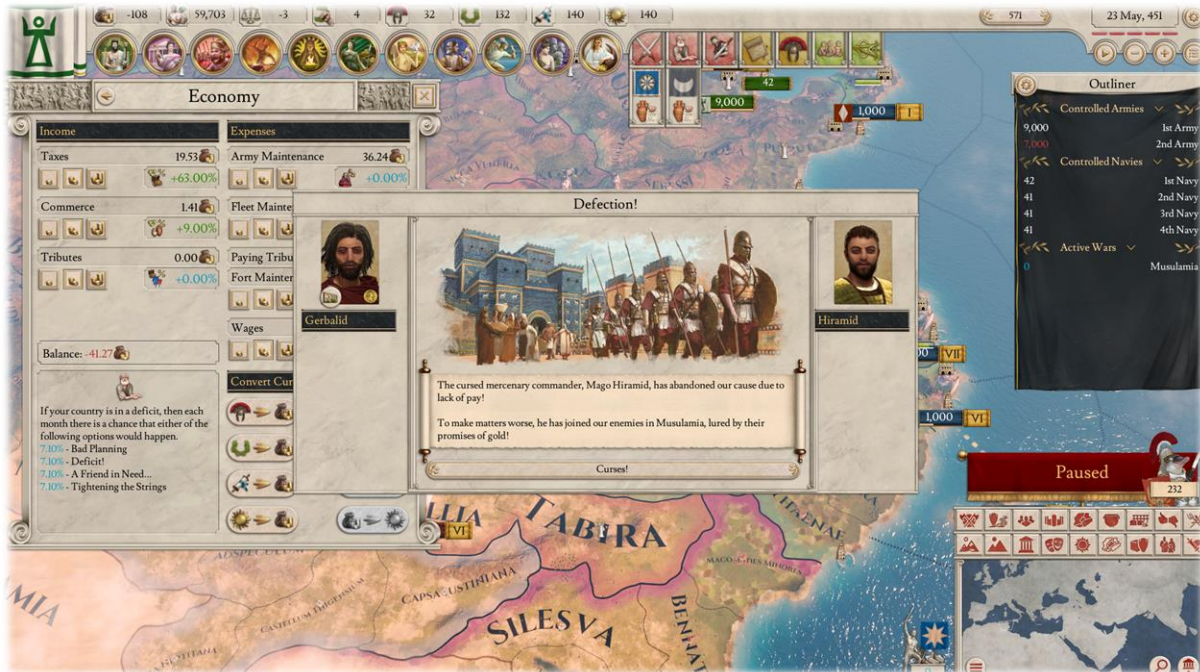 -108
59,703
-3
4
32
132
140
140
571
23 May, 451
Economy
Income
Expenses
Taxes
19.53
+63.00%
Army Maintenance
36.24
+0.00%
Commerce
1.41
+9.00%
Fleet Mainte
Tributes
0.00
+0.00%
Paying Tribu
Fort Mainten
Wages
Balance: -41.27
Convert Cur
If your country is in a deficit, then each
month there is a chance that either of the
following options would happen.
7.10% - Bad Planning
7.10% - Deficit!
7.10% - A Friend in Need...
7.10% - Tightening the Strings
42
9,000
1,000
I
Outliner
Controlled Armies
9,000 1st Army
7,000 2nd Army
Controlled Navies
42 1st Navy
41 2nd Navy
41 3rd Navy
41 4th Navy
Active Wars
0 Musulamia
Defection!
Gerbalid
Hiramid
The cursed mercenary commander, Mago Hiramid, has abandoned our cause due to
lack of pay!
To make matters worse, he has joined our enemies in Musulamia, lured by their
promises of gold!
Curses!
VII
1,000
VI
Paused
232
VI
TABIRA
THAENAE
CAPSA USTINIANA
SILESVA